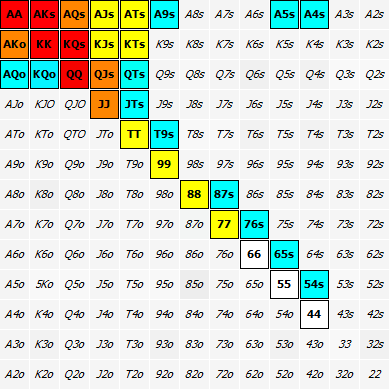 AA AKs AQs AJs ATs A9s A8s A7s A6s A5s A4s A3s A2s
AKo KK KQs KJs KTs K9s K8s K7s K6s K5s K4s K3s K2s
AQo KQo QQ QJs QTs Q9s Q8s Q7s Q6s Q5s Q4s Q3s Q2s
AJo KJO QJO JJ JTs J9s J8s J7s J6s J5s J4s J3s J2s
ATo KTo QTO JTo TT T9s T8s T7s T6s T5s T4s T3s T2s
A9o K9o Q9o J9o T9o 99 98s 97s 96s 95s 94s 93s 92s
A8o K8o Q8o J8o T8o 98o 88 87s 86s 85s 84s 83s 82s
A7o K7o Q7o J7o T7o 97o 87o 77 76s 75s 74s 73s 72s
A6o K6o Q6o J6o T6o 96o 86o 76o 66 65s 64s 63s 62s
A5o 5Ko Q5o J5o T5o 95o 85o 75o 65o 55 54s 53s 52s
A4o K4o Q4o J4o T4o 94o 84o 74o 64o 54o 44 43s 42s
A3o K3o Q3o J3o T3o 93o 83o 73o 63o 53o 43o 33 32s
A2o K2o Q2o J2o T2o 92o 82o 72o 62o 52o 42o 32o 22